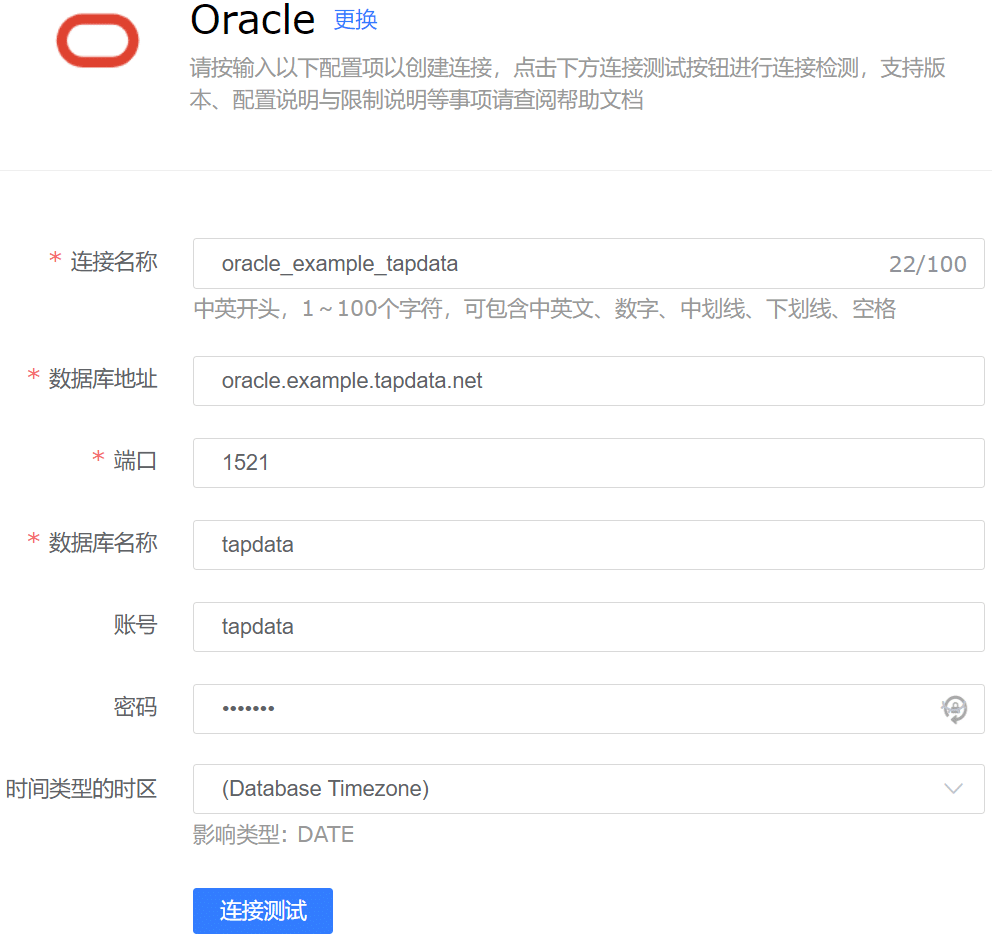 Oracle 更换
请按输入以下配置项以创建连接，点击下方连接测试按钮进行连接检测，支持版
本、配置说明与限制说明等事项请查阅帮助文档
* 连接名称 oracle_example_tapdata 22/100
中英开头，1～100个字符，可包含中英文、数字、中划线、下划线、空格
* 数据库地址 oracle.example.tapdata.net
* 端口 1521
* 数据库名称 tapdata
账号 tapdata
密码 •••••••
时间类型的时区 (Database Timezone)
影响类型：DATE
连接测试